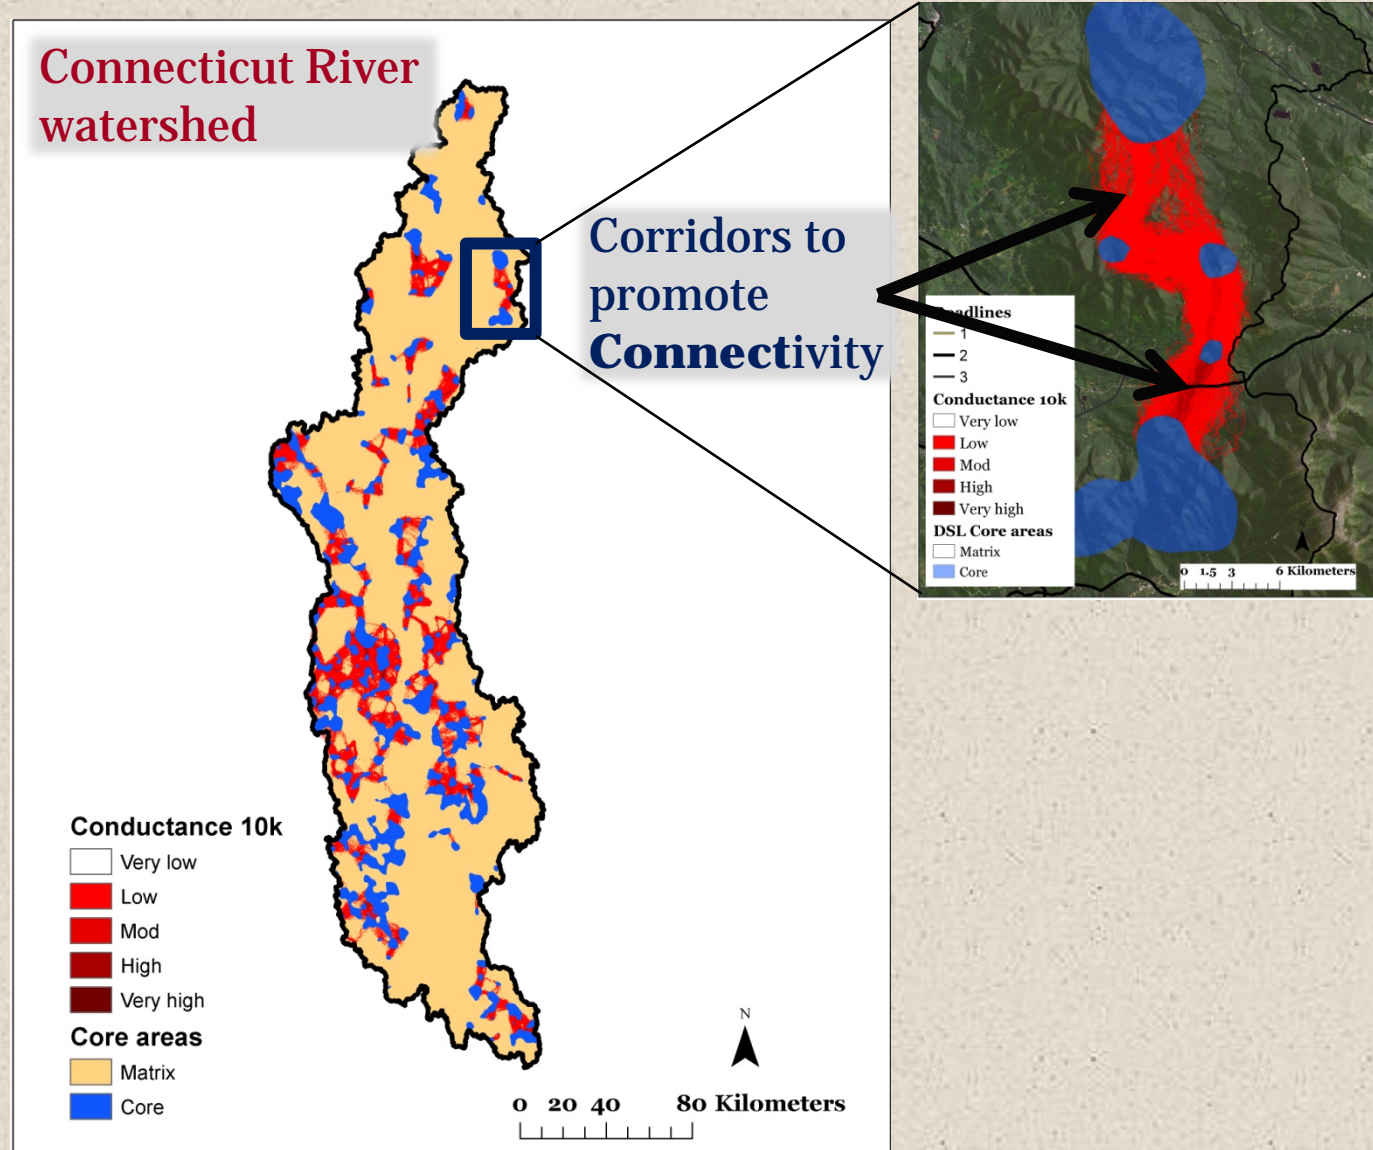 Connecticut River
watershed
Corridors to
promote
Connectivity
Conductance 10k
Very low
Low
Mod
High
Very high
Core areas
Matrix
Core
N
0 20 40 80 Kilometers
1
2
3
Conductance 10k
Very low
Low
Mod
High
Very high
DSL Core areas
Matrix
Core
N
0 1.5 3 6 Kilometers